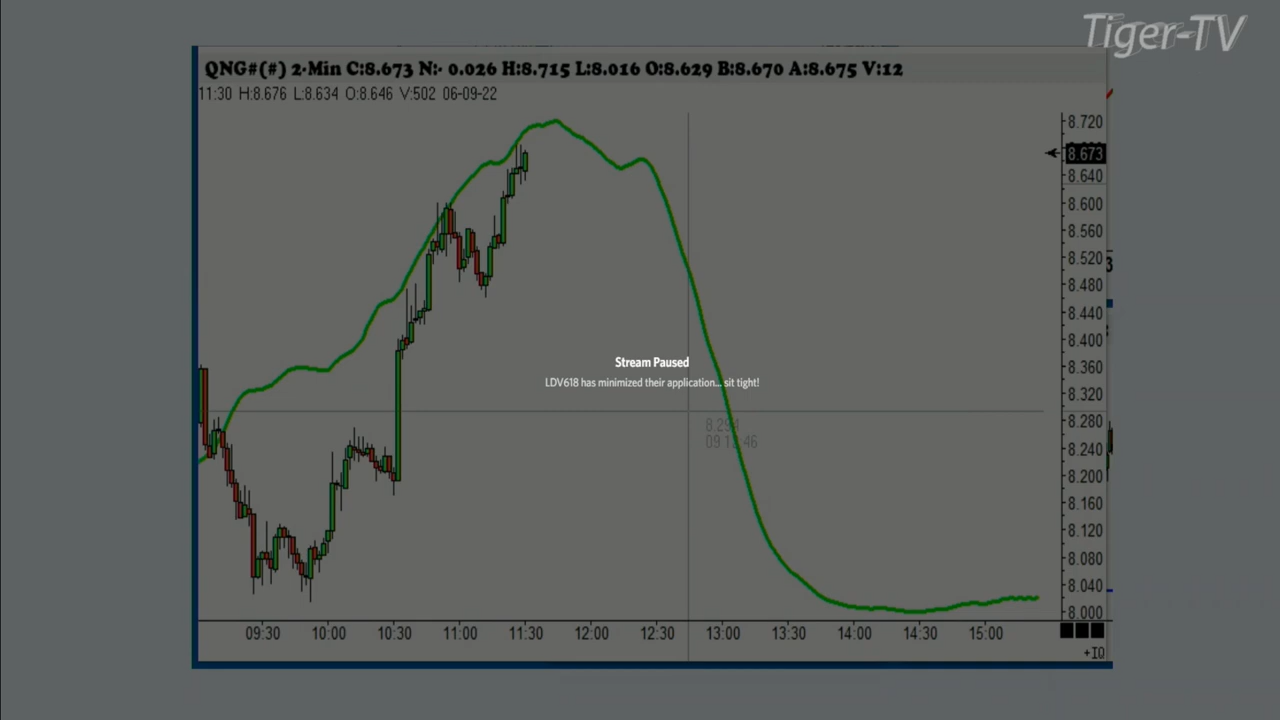 Tiger-TV
QNG#(#) 2-Min C:8.673 N:- 0.026 H:8.715 L:8.016 O:8.629 B:8.670 A:8.675 V:12
11:30 H:8.676 L:8.634 O:8.646 V:502 06-09-22
8.720
8.673
8.640
8.600
8.560
8.520
8.480
8.440
8.400
8.360
Stream Paused
LDV618 has minimized their application... sit tight!
8.320
8.280
8.294
8.240
8.200
8.160
8.120
8.080
8.040
8.000
09:30 10:00 10:30 11:00 11:30 12:00 12:30 13:00 13:30 14:00 14:30 15:00
+IQ